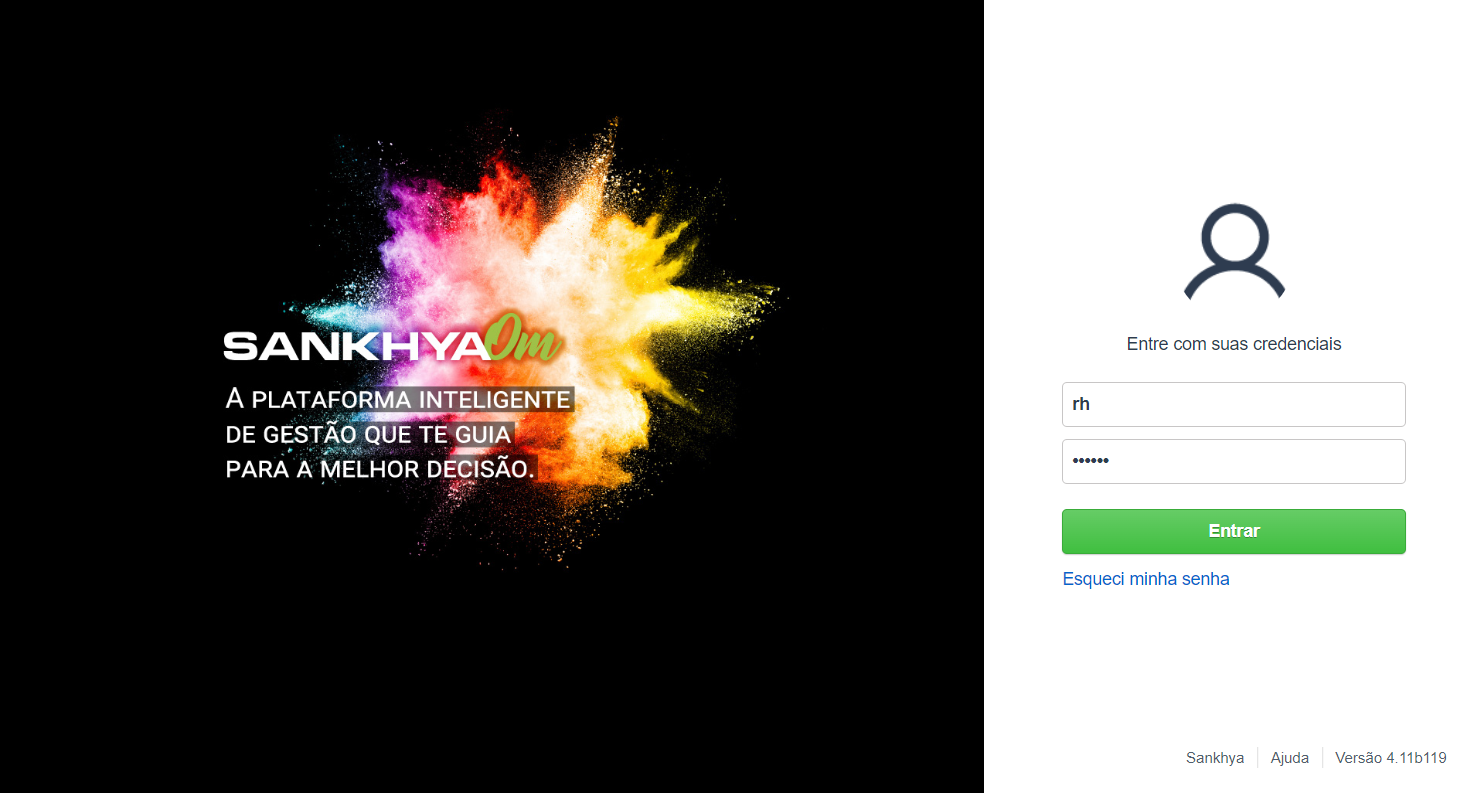 SANKHYA Om
A PLATAFORMA INTELIGENTE
DE GESTÃO QUE TE GUIA
PARA A MELHOR DECISÃO.
Entre com suas credenciais
rh
••••••
Entrar
Esqueci minha senha
Sankhya
Ajuda
Versão 4.11b119